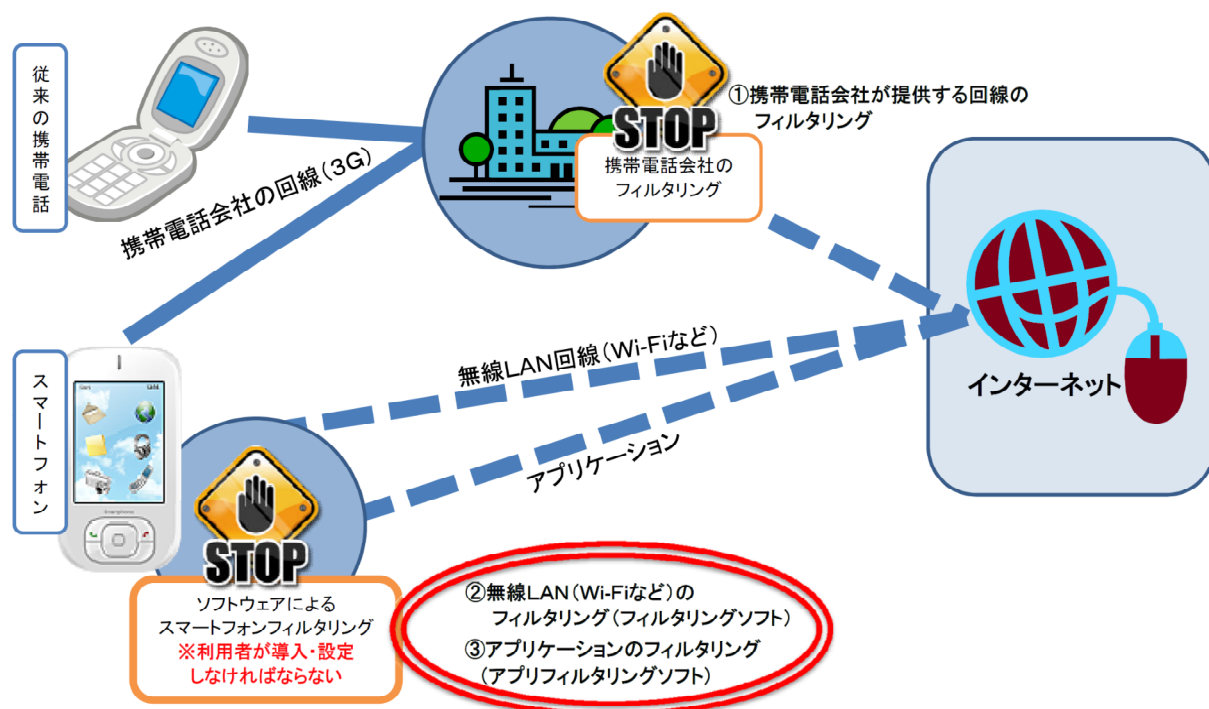 従来の携帯電話
STOP
①携帯電話会社が提供する回線の
フィルタリング
携帯電話会社の
フィルタリング
携帯電話会社の回線(3G)
インターネット
無線LAN回線(Wi-Fiなど)
アプリケーション
スマートフォン
STOP
ソフトウェアによる
スマートフォンフィルタリング
※利用者が導入・設定
しなければならない
②無線LAN(Wi-Fiなど)の
フィルタリング(フィルタリングソフト)
③アプリケーションのフィルタリング
(アプリフィルタリングソフト)